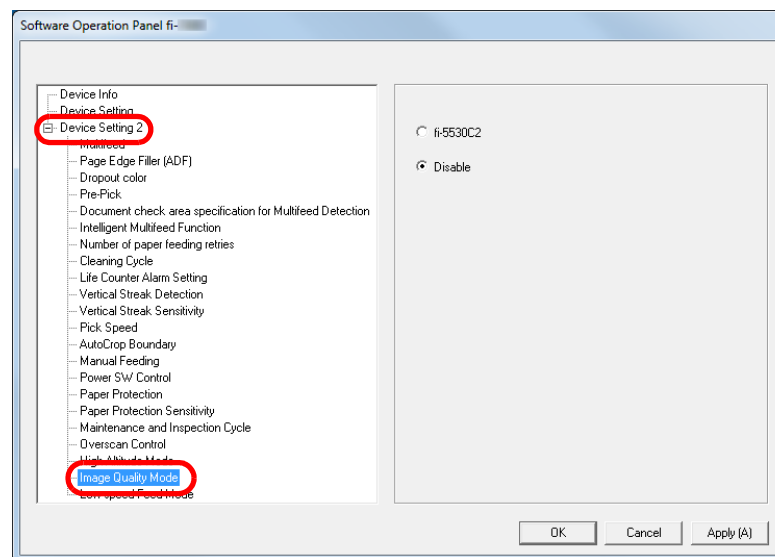 Software Operation Panel fi-
Device Info
Device Setting
Device Setting 2
Multifeed
Page Edge Filler (ADF)
Dropout color
Pre-Pick
Document check area specification for Multifeed Detection
Intelligent Multifeed Function
Number of paper feeding retries
Cleaning Cycle
Life Counter Alarm Setting
Vertical Streak Detection
Vertical Streak Sensitivity
Pick Speed
AutoCrop Boundary
Manual Feeding
Power SW Control
Paper Protection
Paper Protection Sensitivity
Maintenance and Inspection Cycle
Overscan Control
High Altitude Mode
Image Quality Mode
Low-speed Feed Mode
fi-5530C2
Disable
OK
Cancel
Apply (A)